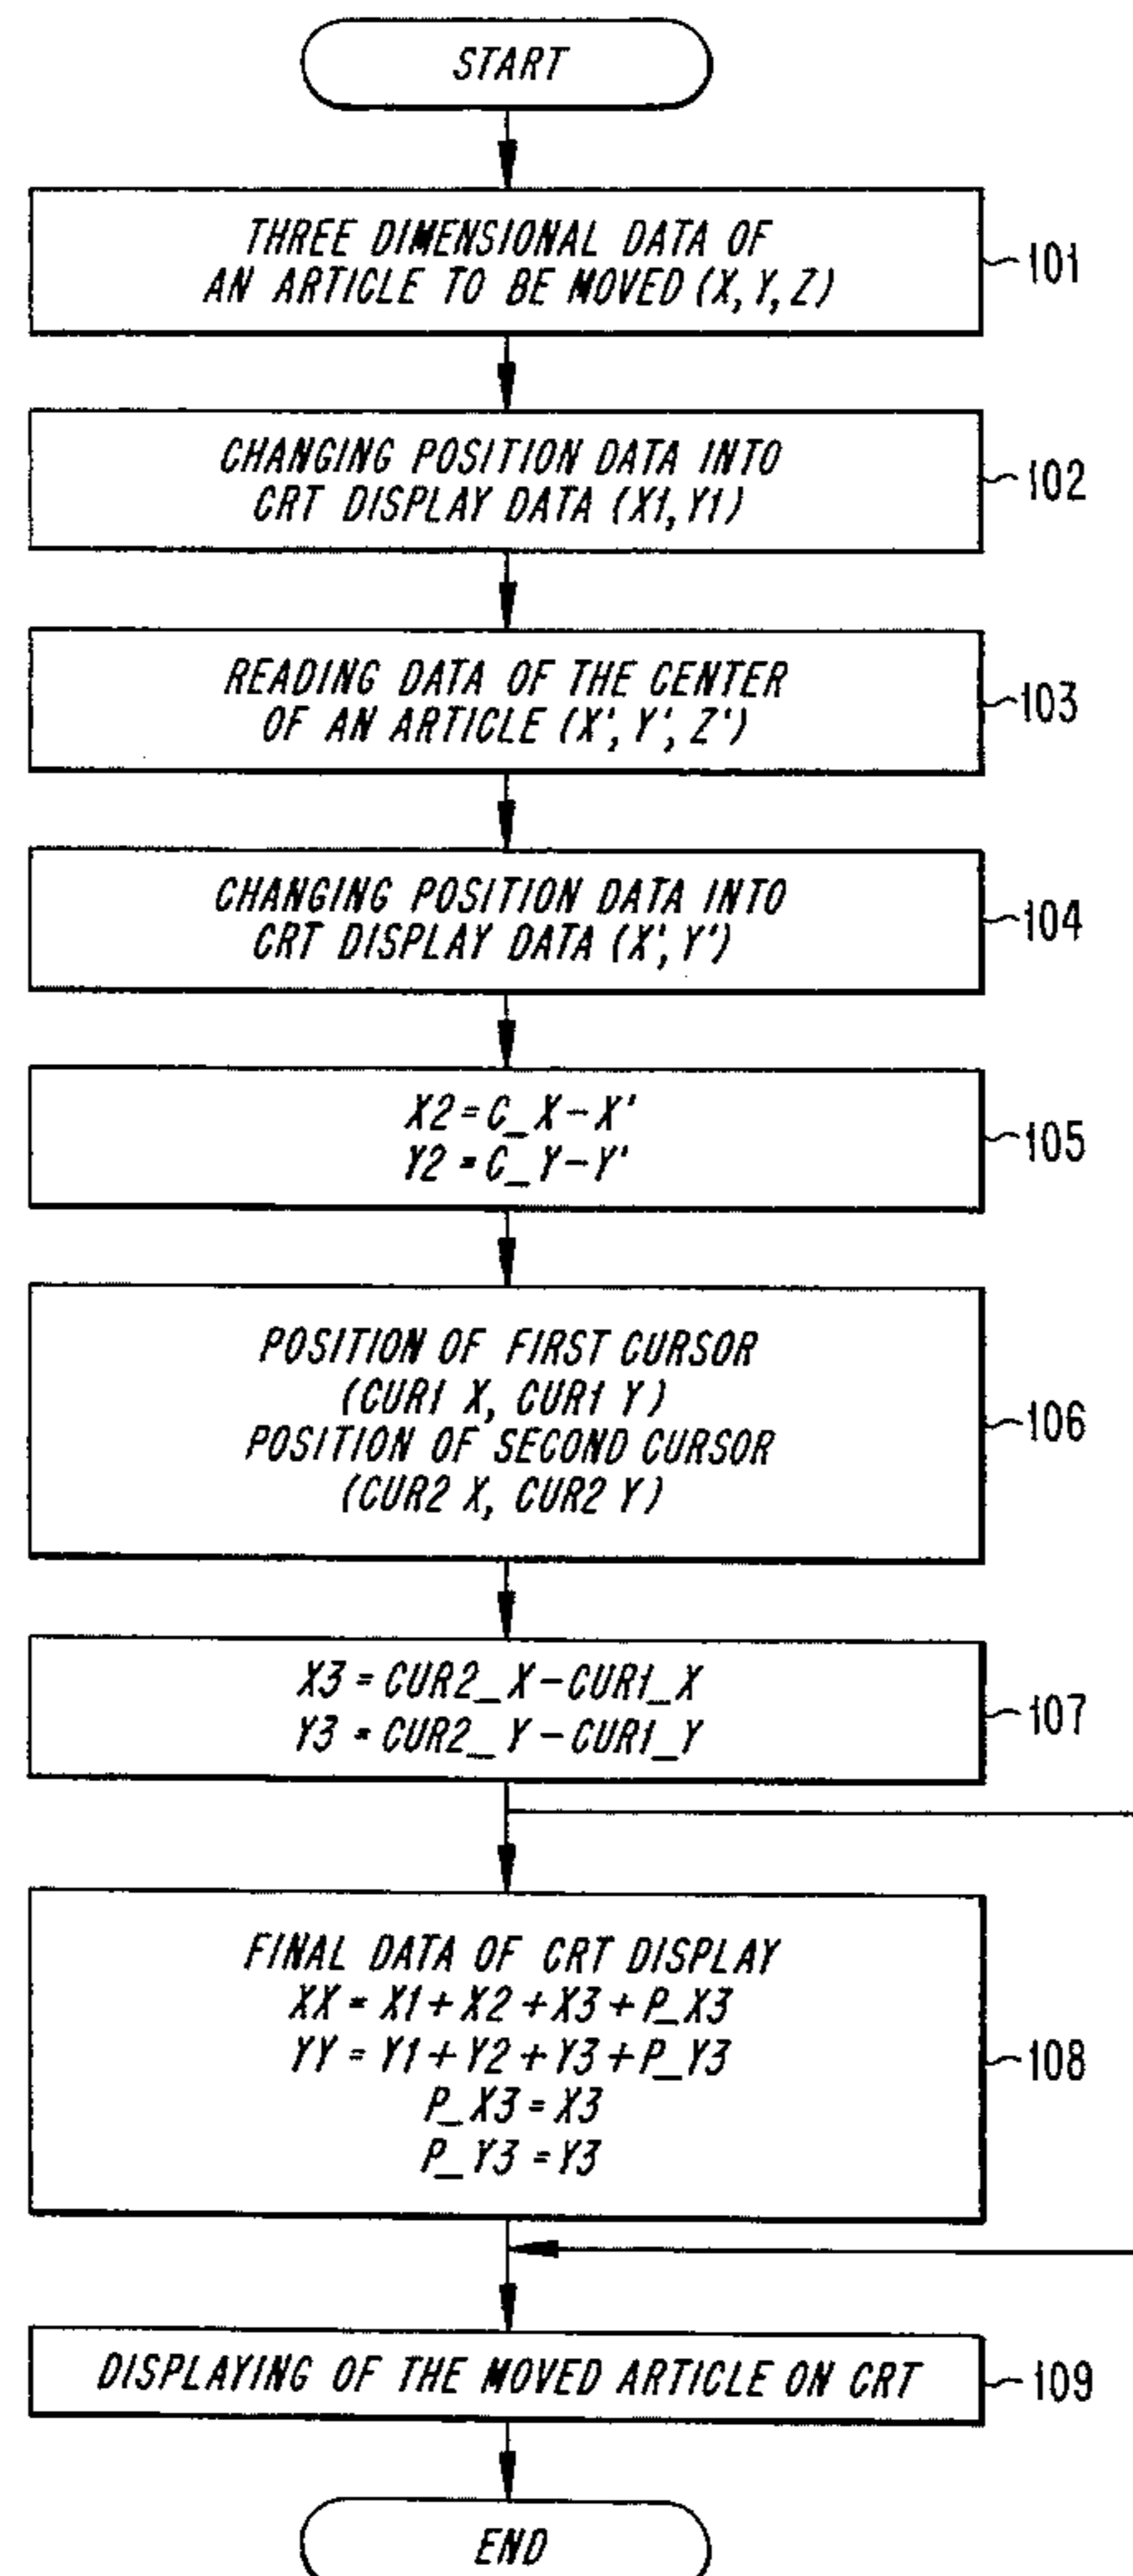 START
THREE DIMENSIONAL DATA OF
AN ARTICLE TO BE MOVED (X, Y, Z)
101
CHANGING POSITION DATA INTO
CRT DISPLAY DATA (X1, Y1)
102
READING DATA OF THE CENTER
OF AN ARTICLE (X', Y', Z')
103
CHANGING POSITION DATA INTO
CRT DISPLAY DATA (X', Y')
104
X2 = C_X - X'
Y2 = C_Y - Y'
105
POSITION OF FIRST CURSOR
(CUR1 X, CUR1 Y)
POSITION OF SECOND CURSOR
(CUR2 X, CUR2 Y)
106
X3 = CUR2_X - CUR1_X
Y3 = CUR2_Y - CUR1_Y
107
FINAL DATA OF CRT DISPLAY
XX = X1 + X2 + X3 + P_X3
YY = Y1 + Y2 + Y3 + P_Y3
P_X3 = X3
P_Y3 = Y3
108
DISPLAYING OF THE MOVED ARTICLE ON CRT
109
END